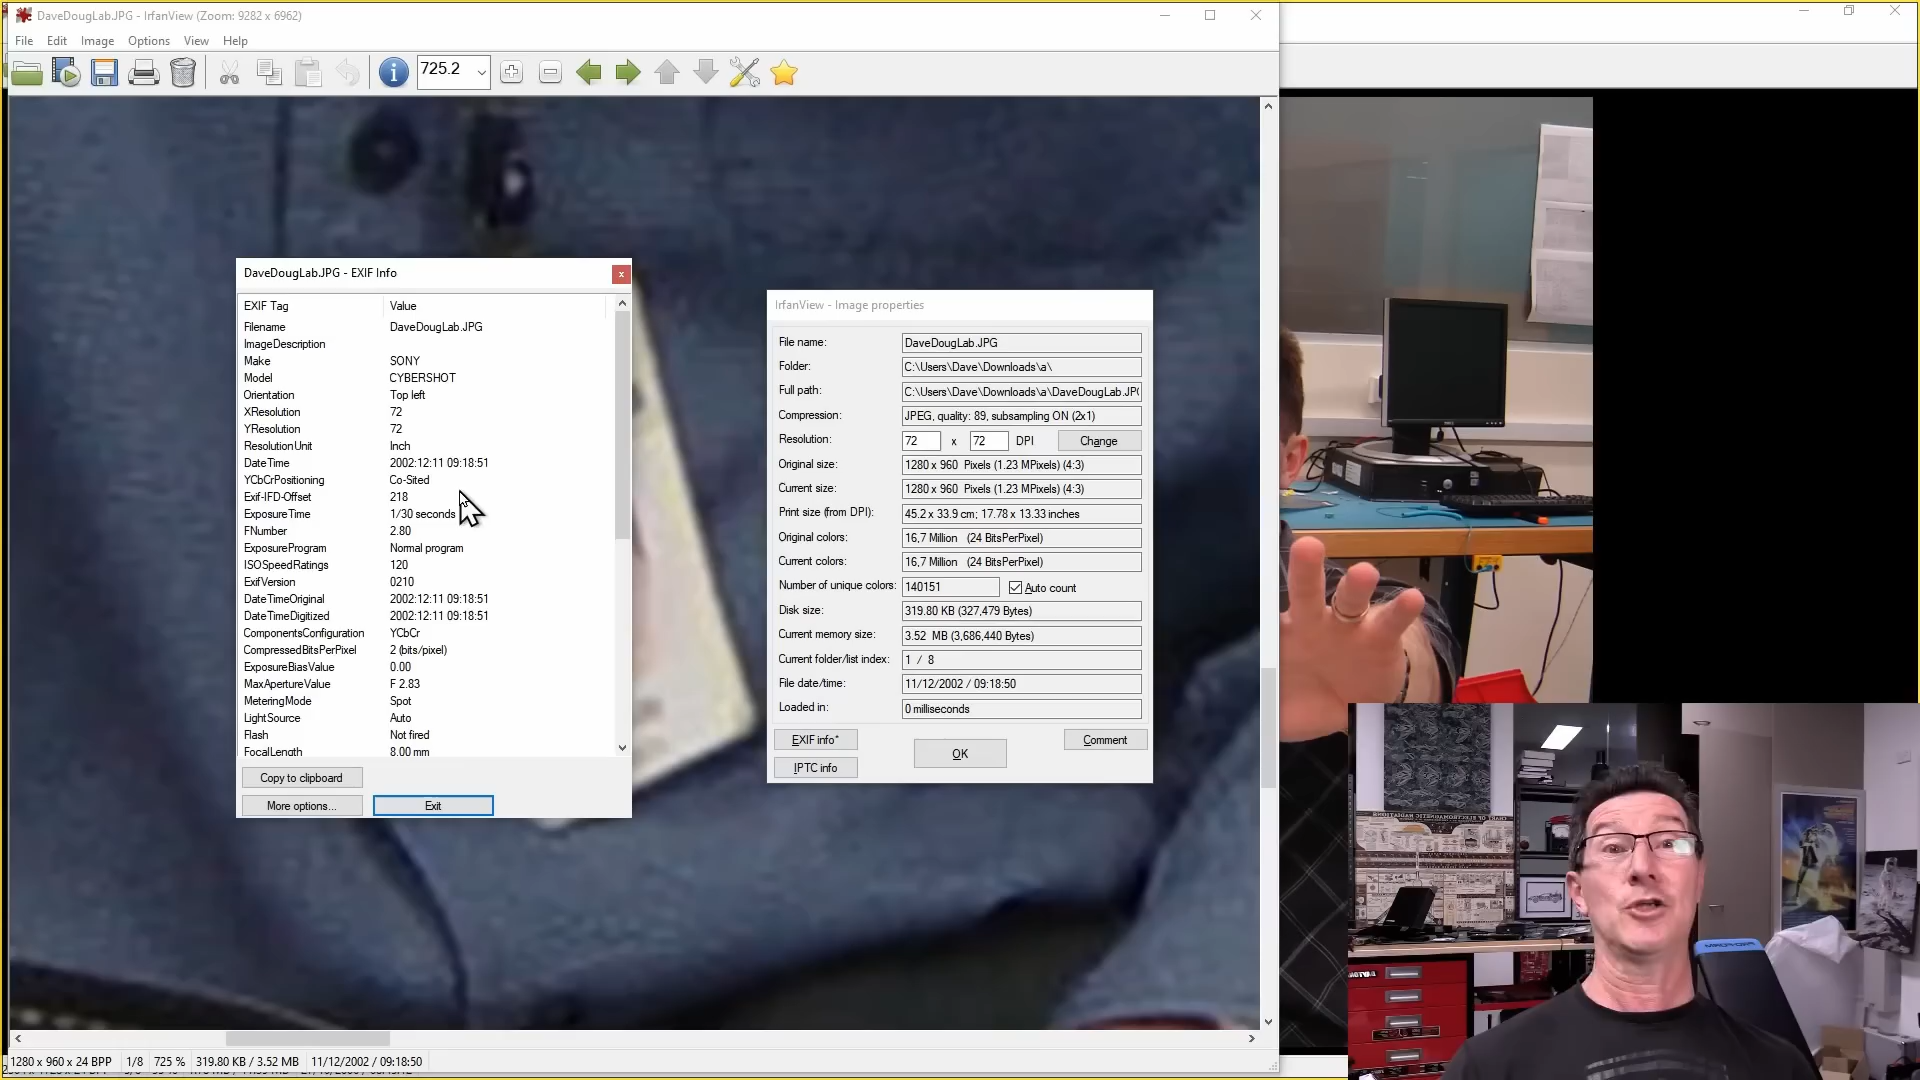 DaveDougLab.JPG - IrfanView (Zoom: 9282 x 6962)
File Edit Image Options View Help
725.2
DaveDougLab.JPG - EXIF Info
x
EXIF Tag Value
Filename DaveDougLab.JPG
ImageDescription
Make SONY
Model CYBERSHOT
Orientation Top left
XResolution 72
YResolution 72
ResolutionUnit Inch
DateTime 2002:12:11 09:18:51
YCbCrPositioning Co-Sited
Exif-IFD-Offset 218
ExposureTime 1/30 seconds
FNumber 2.80
ExposureProgram Normal program
ISOSpeedRatings 120
ExifVersion 0210
DateTimeOriginal 2002:12:11 09:18:51
DateTimeDigitized 2002:12:11 09:18:51
ComponentsConfiguration YCbCr
CompressedBitsPerPixel 2 (bits/pixel)
ExposureBiasValue 0.00
MaxApertureValue F 2.83
MeteringMode Spot
LightSource Auto
Flash Not fired
FocalLength 8.00 mm
Copy to clipboard
More options... Exit
IrfanView - Image properties
File name: DaveDougLab.JPG
Folder: C:\Users\Dave\Downloads\a\
Full path: C:\Users\Dave\Downloads\a\DaveDougLab.JP(
Compression: JPEG, quality: 89, subsampling ON (2x1)
Resolution: 72 x 72 DPI Change
Original size: 1280 x 960 Pixels (1.23 MPixels) (4:3)
Current size: 1280 x 960 Pixels (1.23 MPixels) (4:3)
Print size (from DPI): 45.2 x 33.9 cm; 17.78 x 13.33 inches
Original colors: 16,7 Million (24 BitsPerPixel)
Current colors: 16,7 Million (24 BitsPerPixel)
Number of unique colors: 140151 Auto count
Disk size: 319.80 KB (327,479 Bytes)
Current memory size: 3.52 MB (3,686,440 Bytes)
Current folder/list index: 1 / 8
File date/time: 11/12/2002 / 09:18:50
Loaded in: 0 milliseconds
EXIF info* OK Comment
IPTC info
1280 x 960 x 24 BPP 1/8 725 % 319.80 KB / 3.52 MB 11/12/2002 / 09:18:50
CHART OF ELECTROMAGNETIC RADIATIONS